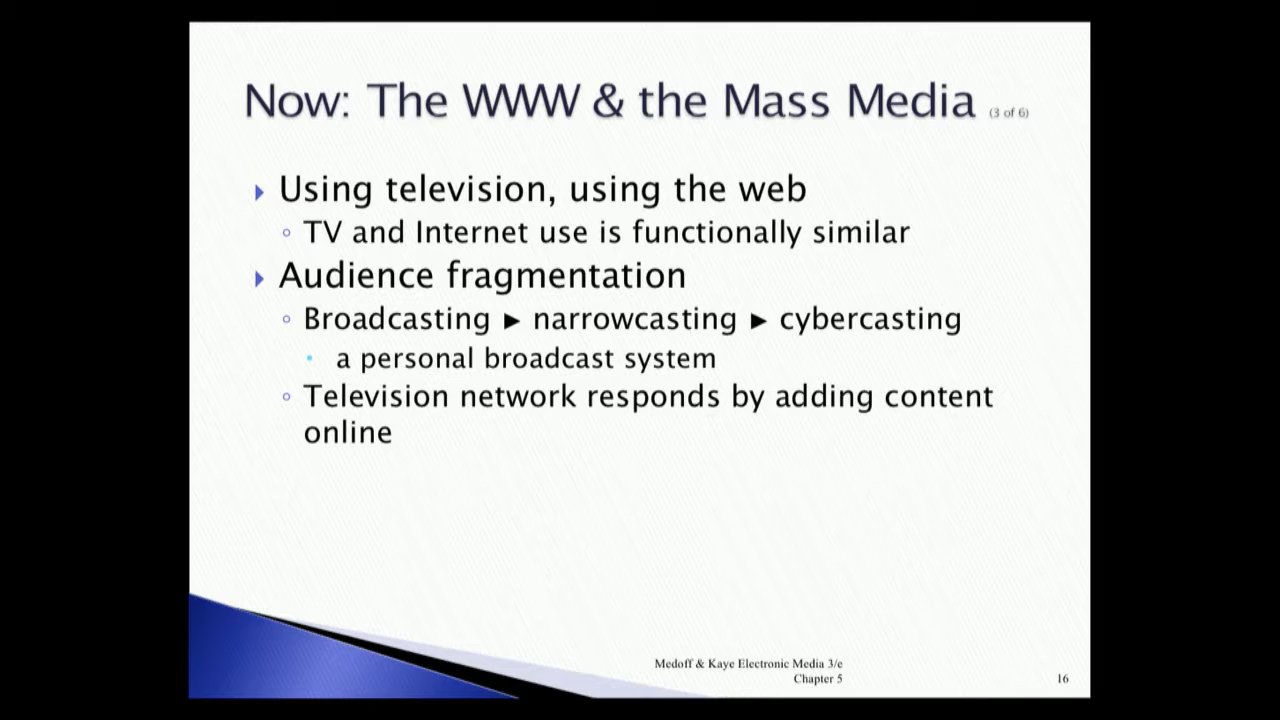 Now: The WWW & the Mass Media (3 of 6)
Using television, using the web
TV and Internet use is functionally similar
Audience fragmentation
Broadcasting ► narrowcasting ► cybercasting
a personal broadcast system
Television network responds by adding content
online
Medoff & Kaye Electronic Media 3/e
Chapter 5
16